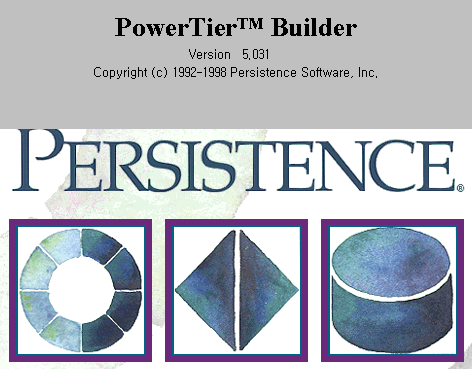 PowerTier™ Builder
Version 5,031
Copyright (c) 1992-1998 Persistence Software, Inc.
PERSISTENCE®